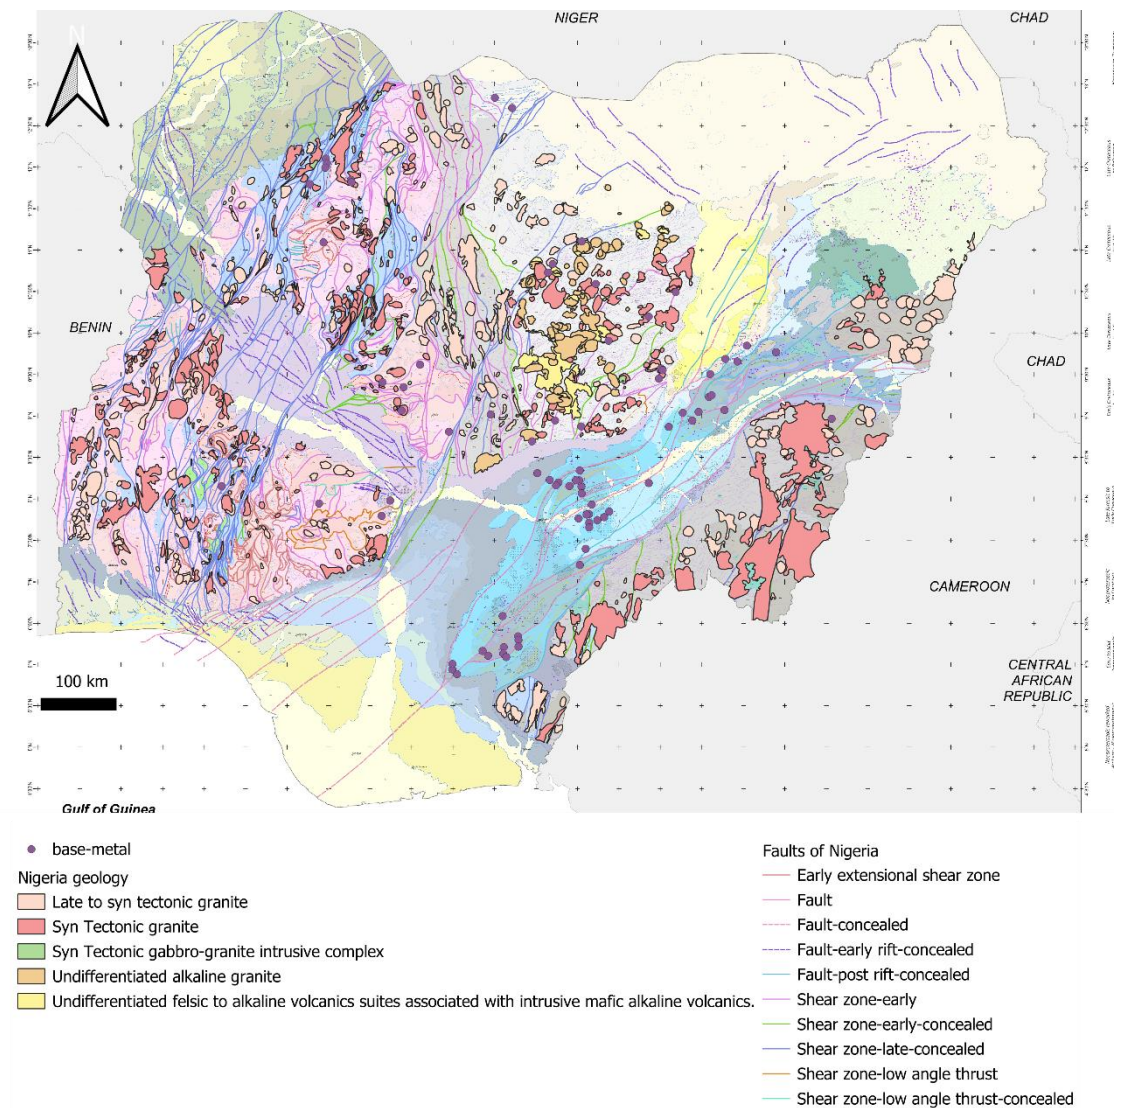 NIGER
CHAD
N
BENIN
CHAD
CAMEROON
CENTRAL
AFRICAN
REPUBLIC
100 km
Gulf of Guinea
base-metal
Nigeria geology
Late to syn tectonic granite
Syn Tectonic granite
Syn Tectonic gabbro-granite intrusive complex
Undifferentiated alkaline granite
Undifferentiated felsic to alkaline volcanics suites associated with intrusive mafic alkaline volcanics.
Faults of Nigeria
Early extensional shear zone
Fault
Fault-concealed
Fault-early rift-concealed
Fault-post rift-concealed
Shear zone-early
Shear zone-early-concealed
Shear zone-late-concealed
Shear zone-low angle thrust
Shear zone-low angle thrust-concealed